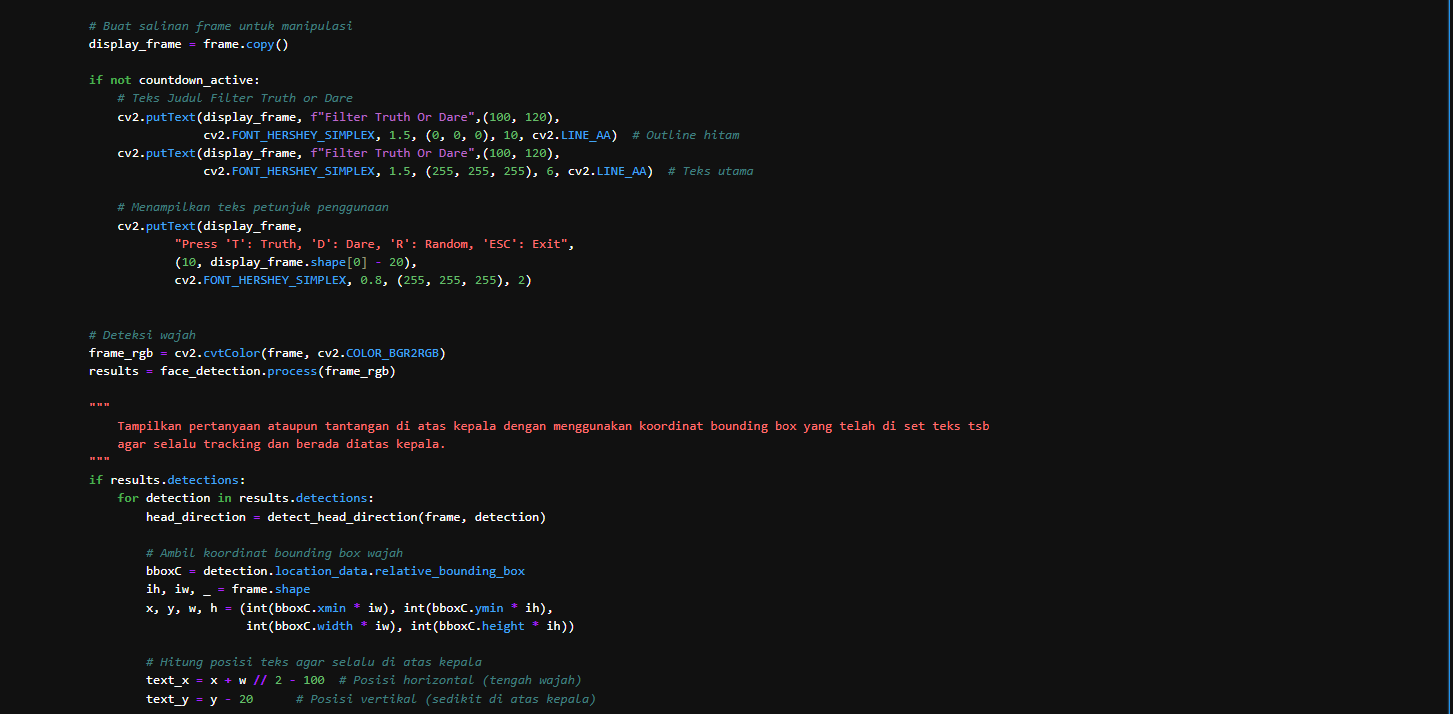 # Buat salinan frame untuk manipulasi
display_frame = frame.copy()
if not countdown_active:
# Teks Judul Filter Truth or Dare
cv2.putText(display_frame, f"Filter Truth Or Dare",(100, 120),
cv2.FONT_HERSHEY_SIMPLEX, 1.5, (0, 0, 0), 10, cv2.LINE_AA)  # Outline hitam
cv2.putText(display_frame, f"Filter Truth Or Dare",(100, 120),
cv2.FONT_HERSHEY_SIMPLEX, 1.5, (255, 255, 255), 6, cv2.LINE_AA)  # Teks utama
# Menampilkan teks petunjuk penggunaan
cv2.putText(display_frame,
"Press 'T': Truth, 'D': Dare, 'R': Random, 'ESC': Exit",
(10, display_frame.shape[0] - 20),
cv2.FONT_HERSHEY_SIMPLEX, 0.8, (255, 255, 255), 2)
# Deteksi wajah
frame_rgb = cv2.cvtColor(frame, cv2.COLOR_BGR2RGB)
results = face_detection.process(frame_rgb)
"""
Tampilkan pertanyaan ataupun tantangan di atas kepala dengan menggunakan koordinat bounding box yang telah di set teks tsb
agar selalu tracking dan berada diatas kepala.
"""
if results.detections:
for detection in results.detections:
head_direction = detect_head_direction(frame, detection)
# Ambil koordinat bounding box wajah
bboxC = detection.location_data.relative_bounding_box
ih, iw, _ = frame.shape
x, y, w, h = (int(bboxC.xmin * iw), int(bboxC.ymin * ih),
int(bboxC.width * iw), int(bboxC.height * ih))
# Hitung posisi teks agar selalu di atas kepala
text_x = x + w // 2 - 100  # Posisi horizontal (tengah wajah)
text_y = y - 20      # Posisi vertikal (sedikit di atas kepala)